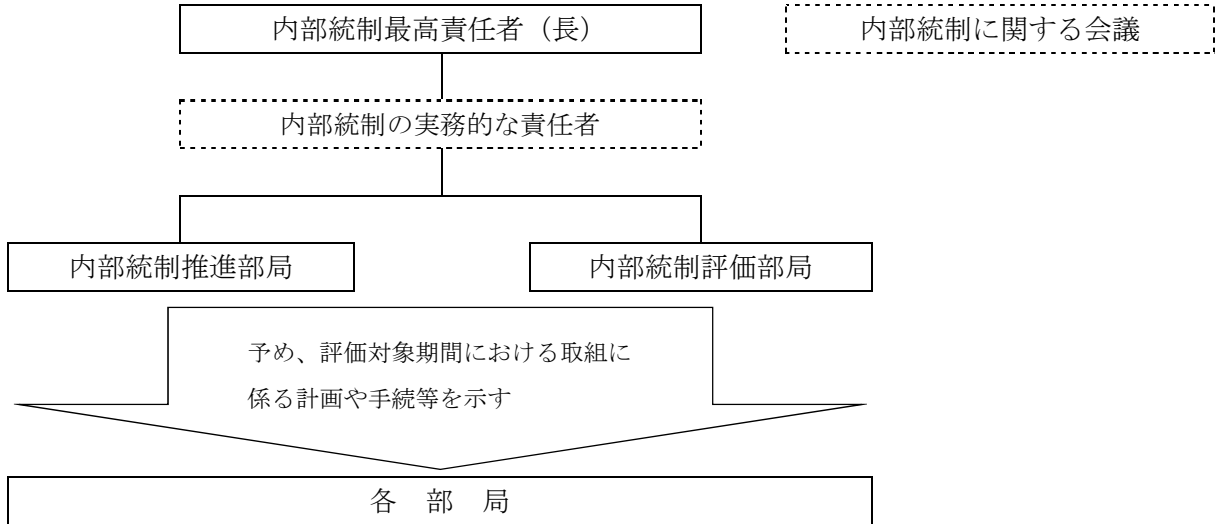 内部統制最高責任者（長）
内部統制に関する会議
内部統制の実務的な責任者
内部統制推進部局
内部統制評価部局
予め、評価対象期間における取組に
係る計画や手続等を示す
各　部　局